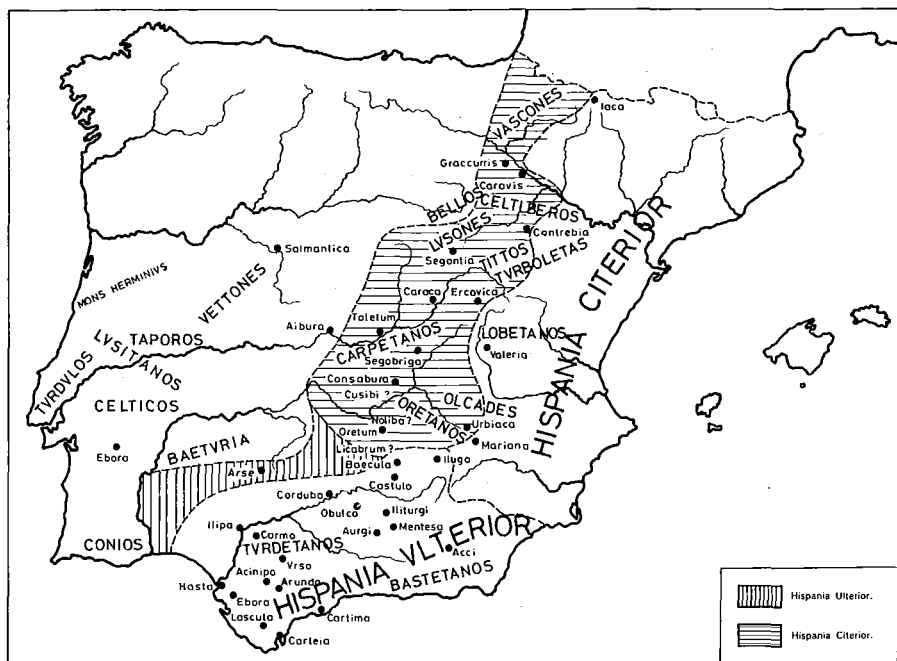 VASCONES
Iaca
Graccurris
Caravis
BELLOS
CELTIBEROS
LVSONES
Contrebia
Salmantica
Segontia
TITTOS
TVRBOLETAS
HISPANIA CITERIOR
MONS HERMINIVS
VETTONES
Caraca
Ercavica
Aibura
Toletum
LOBETANOS
TAPOROS
CARPETANOS
Valeria
LVSITANOS
Segobriga
TVRDVLOS
Consabura
CELTICOS
Cusibi ?
OLCADES
ORETANOS
Noliba?
Urbiaca
Oretum
Ebora
BAETVRIA
Licabrum ?
Mariana
Arse
Baecula
Ilugo
Castulo
Corduba
Obulco
Iliturgi
Ilipa
Aurgi
Mentesa
Carmo
CONIOS
TVRDETANOS
HISPANIA VLTERIOR
Acci
Vrso
Acinipo
BASTETANOS
Hasta
Arunda
Ebora
Cartima
Lascuta
Carteia
Hispania Ulterior.
Hispania Citerior.